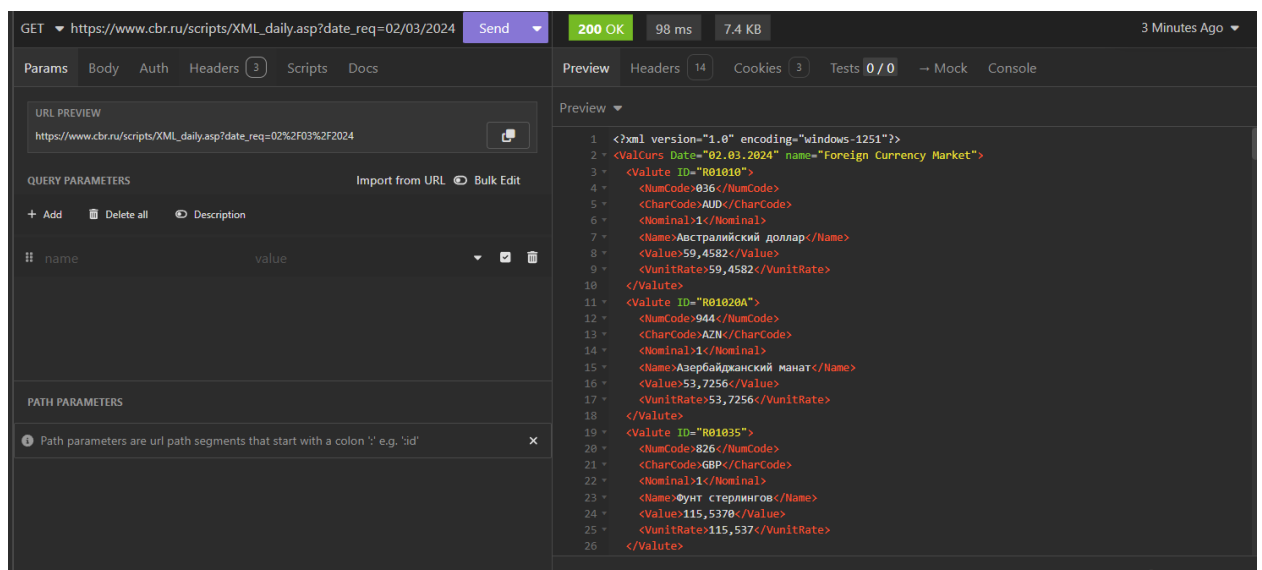 GET https://www.cbr.ru/scripts/XML_daily.asp?date_req=02/03/2024 Send
Params Body Auth Headers 3 Scripts Docs
URL PREVIEW
https://www.cbr.ru/scripts/XML_daily.asp?date_req=02%2F03%2F2024
QUERY PARAMETERS Import from URL Bulk Edit
+ Add Delete all Description
name value
PATH PARAMETERS
Path parameters are url path segments that start with a colon ':' e.g. ':id'
200 OK 98 ms 7.4 KB 3 Minutes Ago
Preview Headers 14 Cookies 3 Tests 0 / 0 → Mock Console
Preview
1 <?xml version="1.0" encoding="windows-1251"?>
2 <ValCurs Date="02.03.2024" name="Foreign Currency Market">
3 <Valute ID="R01010">
4 <NumCode>036</NumCode>
5 <CharCode>AUD</CharCode>
6 <Nominal>1</Nominal>
7 <Name>Австралийский доллар</Name>
8 <Value>59,4582</Value>
9 <VunitRate>59,4582</VunitRate>
10 </Valute>
11 <Valute ID="R01020A">
12 <NumCode>944</NumCode>
13 <CharCode>AZN</CharCode>
14 <Nominal>1</Nominal>
15 <Name>Азербайджанский манат</Name>
16 <Value>53,7256</Value>
17 <VunitRate>53,7256</VunitRate>
18 </Valute>
19 <Valute ID="R01035">
20 <NumCode>826</NumCode>
21 <CharCode>GBP</CharCode>
22 <Nominal>1</Nominal>
23 <Name>Фунт стерлингов</Name>
24 <Value>115,5370</Value>
25 <VunitRate>115,537</VunitRate>
26 </Valute>